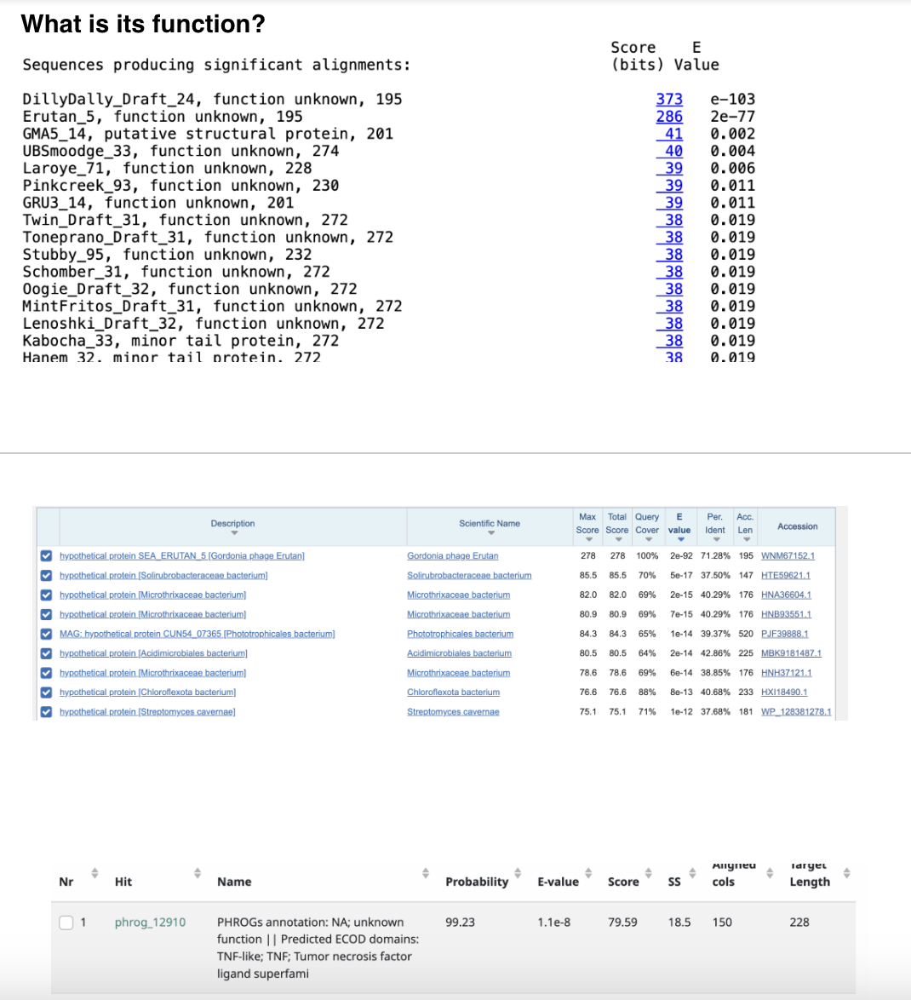 What is its function?
Score E
Sequences producing significant alignments: (bits) Value
DillyDally_Draft_24, function unknown, 195 373 e-103
Erutan_5, function unknown, 195 286 2e-77
GMA5_14, putative structural protein, 201 41 0.002
UBSmoodge_33, function unknown, 274 40 0.004
Laroye_71, function unknown, 228 39 0.006
Pinkcreek_93, function unknown, 230 39 0.011
GRU3_14, function unknown, 201 39 0.011
Twin_Draft_31, function unknown, 272 38 0.019
Toneprano_Draft_31, function unknown, 272 38 0.019
Stubby_95, function unknown, 232 38 0.019
Schomber_31, function unknown, 272 38 0.019
Oogie_Draft_32, function unknown, 272 38 0.019
MintFritos_Draft_31, function unknown, 272 38 0.019
Lenoshki_Draft_32, function unknown, 272 38 0.019
Kabocha_33, minor tail protein, 272 38 0.019
Hanem_32, minor tail protein, 272 38 0.019
Description Scientific Name Max Score Total Score Query Cover E value Per. Ident Acc. Len Accession
hypothetical protein SEA_ERUTAN_5 [Gordonia phage Erutan] Gordonia phage Erutan 278 278 100% 2e-92 71.28% 195 WNM67152.1
hypothetical protein [Solirubrobacteraceae bacterium] Solirubrobacteraceae bacterium 85.5 85.5 70% 5e-17 37.50% 147 HTE59621.1
hypothetical protein [Microthrixaceae bacterium] Microthrixaceae bacterium 82.0 82.0 69% 2e-15 40.29% 176 HNA36604.1
hypothetical protein [Microthrixaceae bacterium] Microthrixaceae bacterium 80.9 80.9 69% 7e-15 40.29% 176 HNB93551.1
MAG: hypothetical protein CUN54_07365 [Phototrophicales bacterium] Phototrophicales bacterium 84.3 84.3 65% 1e-14 39.37% 520 PJF39888.1
hypothetical protein [Acidimicrobiales bacterium] Acidimicrobiales bacterium 80.5 80.5 64% 2e-14 42.86% 225 MBK9181487.1
hypothetical protein [Microthrixaceae bacterium] Microthrixaceae bacterium 78.6 78.6 69% 6e-14 38.85% 176 HNH37121.1
hypothetical protein [Chloroflexota bacterium] Chloroflexota bacterium 76.6 76.6 88% 8e-13 40.68% 233 HXI18490.1
hypothetical protein [Streptomyces cavernae] Streptomyces cavernae 75.1 75.1 71% 1e-12 37.68% 181 WP_128381278.1
Nr Hit Name Probability E-value Score SS Aligned cols Target Length
1 phrog_12910 PHROGs annotation: NA; unknown 99.23 1.1e-8 79.59 18.5 150 228
function || Predicted ECOD domains:
TNF-like; TNF; Tumor necrosis factor
ligand superfami